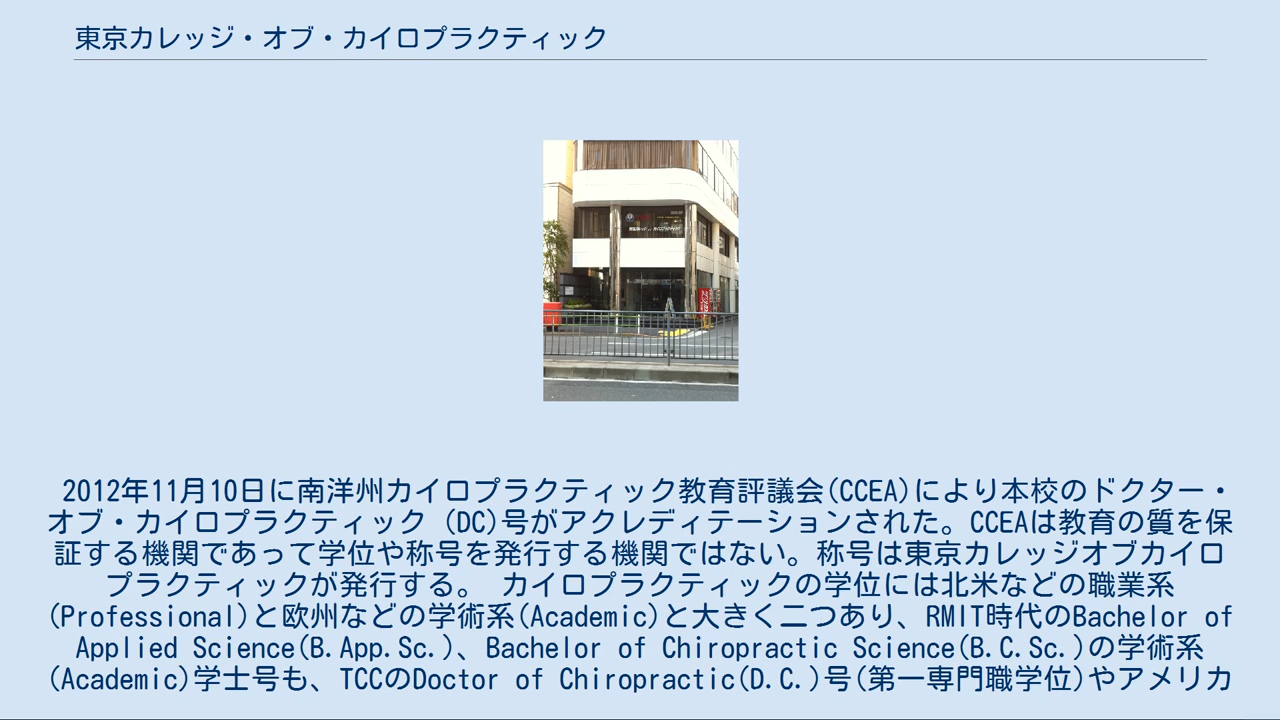 東京カレッジ・オブ・カイロプラクティック
2012年11月10日に南洋州カイロプラクティック教育評議会(CCEA)により本校のドクター・
オブ・カイロプラクティック (DC)号がアクレディテーションされた。CCEAは教育の質を保
証する機関であって学位や称号を発行する機関ではない。称号は東京カレッジオブカイロ
プラクティックが発行する。 カイロプラクティックの学位には北米などの職業系
(Professional)と欧州などの学術系(Academic)と大きく二つあり、RMIT時代のBachelor of
Applied Science(B.App.Sc.)、Bachelor of Chiropractic Science(B.C.Sc.)の学術系
(Academic)学士号も、TCCのDoctor of Chiropractic(D.C.)号(第一専門職学位)やアメリカ